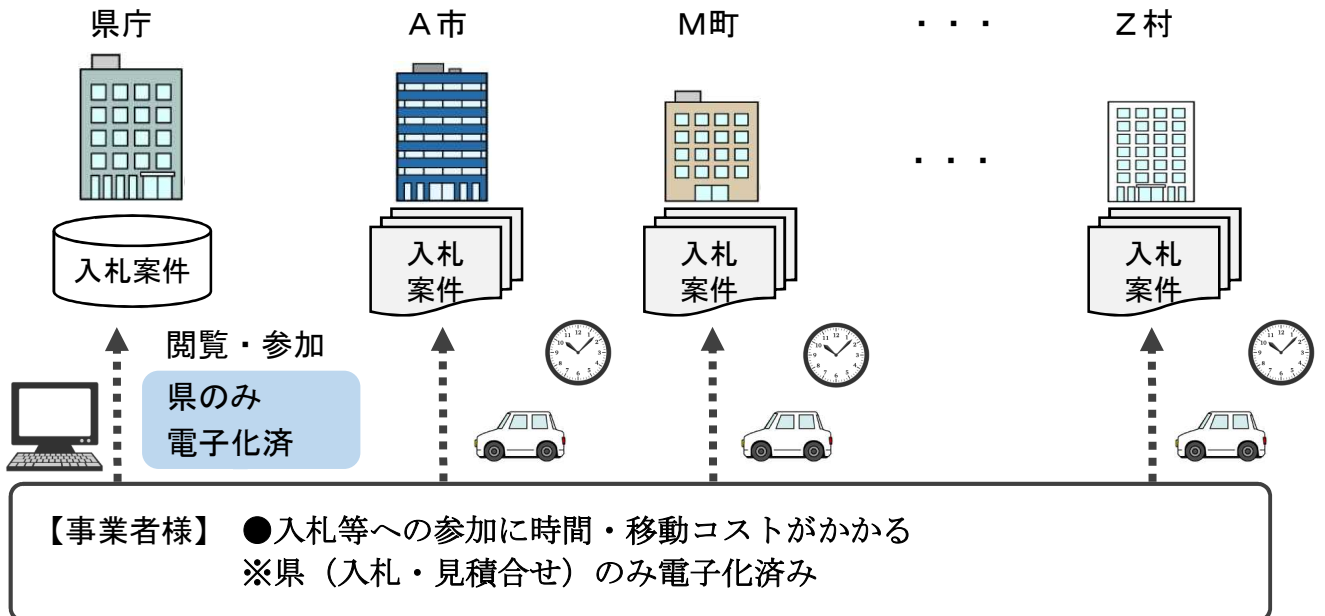 県庁
A市
M町
・・・
Z村
・・・
入札案件
入札
案件
入札
案件
入札
案件
閲覧・参加
県のみ
電子化済
【事業者様】 ●入札等への参加に時間・移動コストがかかる
※県（入札・見積合せ）のみ電子化済み